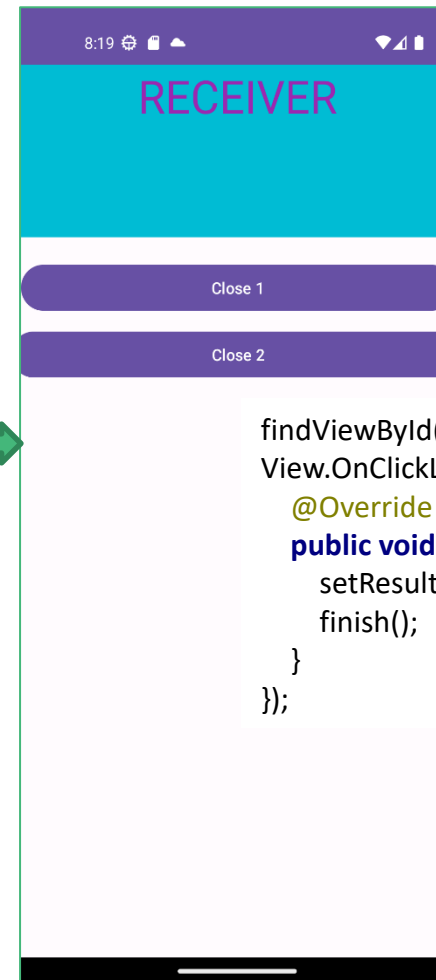 8:19
RECEIVER
Close 1
Close 2
findViewById(
View.OnClickL
@Override
public void
setResult
finish();
}
});